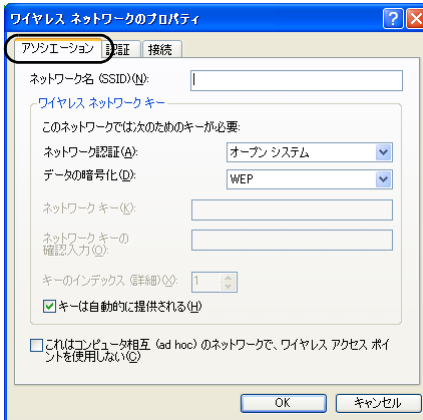 ワイヤレス ネットワークのプロパティ
アソシエーション 認証 接続
ネットワーク名 (SSID)(N):
ワイヤレス ネットワーク キー
このネットワークでは次のためのキーが必要:
ネットワーク認証(A): オープン システム
データの暗号化(D): WEP
ネットワーク キー(K):
ネットワーク キーの
確認入力(O):
キーのインデックス (詳細)(X): 1
キーは自動的に提供される(H)
これはコンピュータ相互 (ad hoc) のネットワークで、ワイヤレス アクセス ポイ
ントを使用しない(C)
OK キャンセル